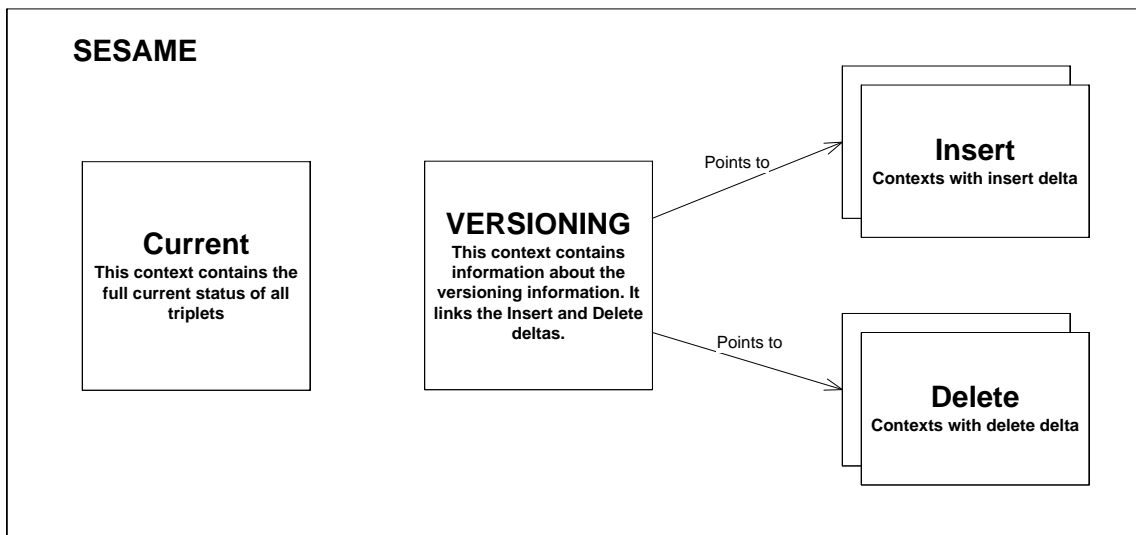 SESAME
Current
This context contains the
full current status of all
triplets
VERSIONING
This context contains
information about the
versioning information. It
links the Insert and Delete
deltas.
Points to
Points to
Insert
Contexts with insert delta
Delete
Contexts with delete delta